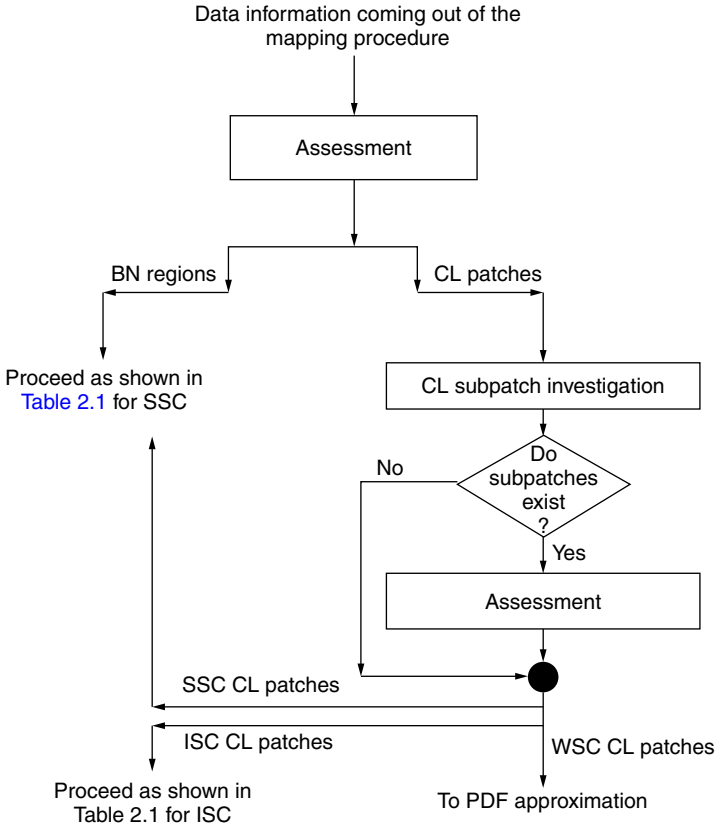 Data information coming out of the
mapping procedure
Assessment
BN regions
CL patches
Proceed as shown in
Table 2.1 for SSC
CL subpatch investigation
Do
subpatches
exist
?
No
Yes
Assessment
SSC CL patches
ISC CL patches
WSC CL patches
Proceed as shown in
Table 2.1 for ISC
To PDF approximation